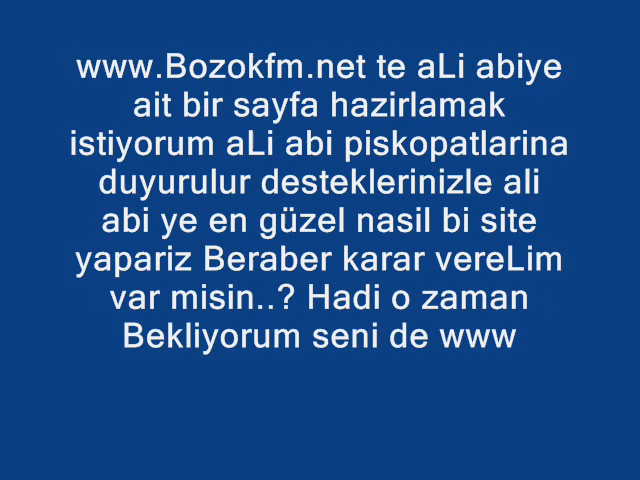 www.Bozokfm.net te aLi abiye
ait bir sayfa hazirlamak
istiyorum aLi abi piskopatlarina
duyurulur desteklerinizle ali
abi ye en güzel nasil bi site
yapariz Beraber karar vereLim
var misin..? Hadi o zaman
Bekliyorum seni de www